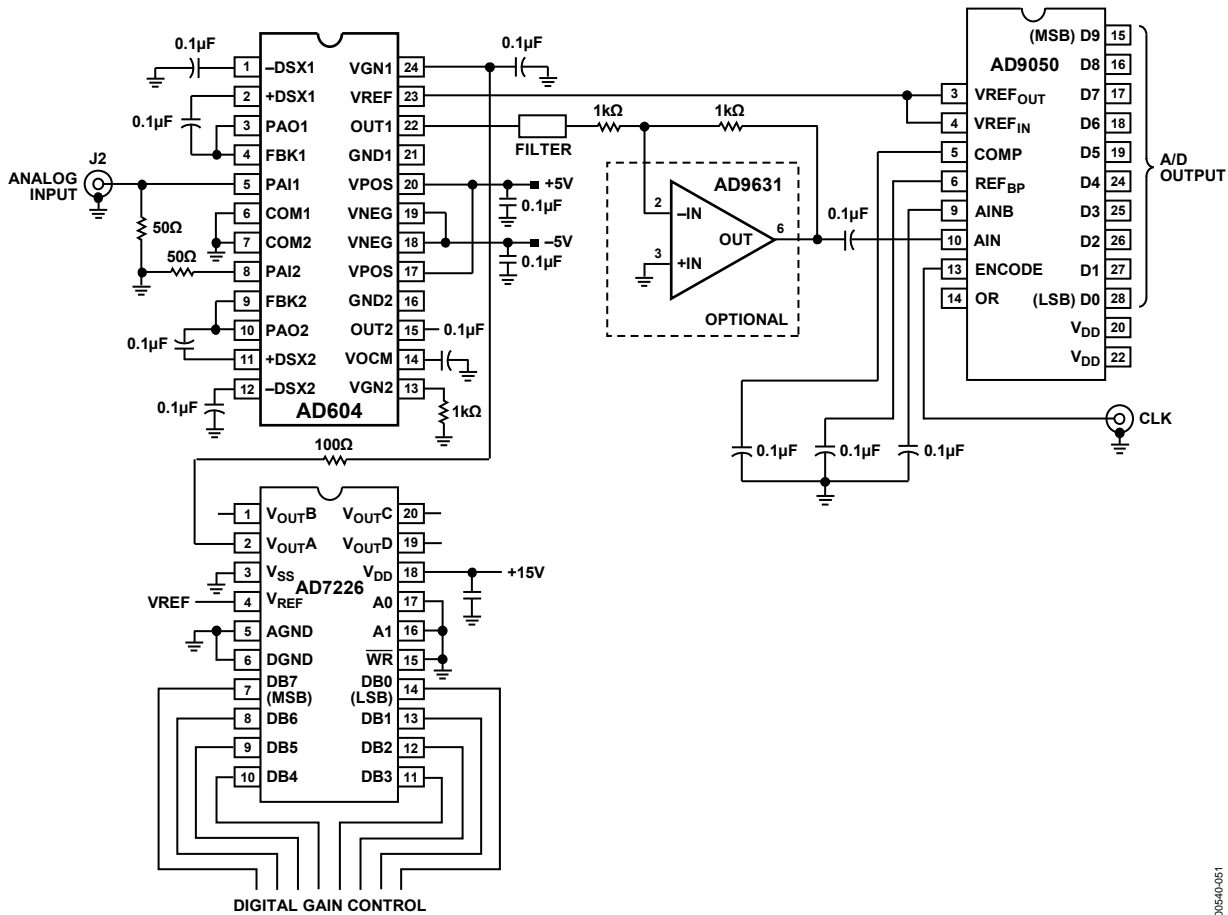 0.1µF
1
–DSX1
VGN1
24
0.1µF
2
+DSX1
VREF
23
0.1µF
3
PAO1
OUT1
22
4
FBK1
GND1
21
J2
ANALOG
INPUT
5
PAI1
VPOS
20
+5V
0.1µF
6
COM1
VNEG
19
50Ω
7
COM2
VNEG
18
–5V
0.1µF
50Ω
8
PAI2
VPOS
17
9
FBK2
GND2
16
0.1µF
10
PAO2
OUT2
15
0.1µF
11
+DSX2
VOCM
14
0.1µF
12
–DSX2
VGN2
13
AD604
1kΩ
100Ω
FILTER
1kΩ
1kΩ
AD9631
2
–IN
OUT
6
3
+IN
OPTIONAL
0.1µF
(MSB) D9
15
AD9050
D8
16
3
VREFOUT
D7
17
4
VREFIN
D6
18
5
COMP
D5
19
6
REFBP
D4
24
9
AINB
D3
25
10
AIN
D2
26
13
ENCODE
D1
27
14
OR
(LSB) D0
28
VDD
20
VDD
22
A/D
OUTPUT
0.1µF
0.1µF
0.1µF
CLK
1
VOUTB
VOUTC
20
2
VOUTA
VOUTD
19
3
VSS
VDD
18
+15V
AD7226
VREF
4
VREF
A0
17
5
AGND
A1
16
6
DGND
WR
15
7
DB7
(MSB)
DB0
(LSB)
14
8
DB6
DB1
13
9
DB5
DB2
12
10
DB4
DB3
11
DIGITAL GAIN CONTROL
00540-051